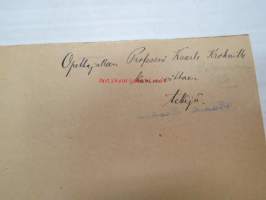 Opettajalleen Professori Kaarle Krohnille
kunnioittaen
tekijä.